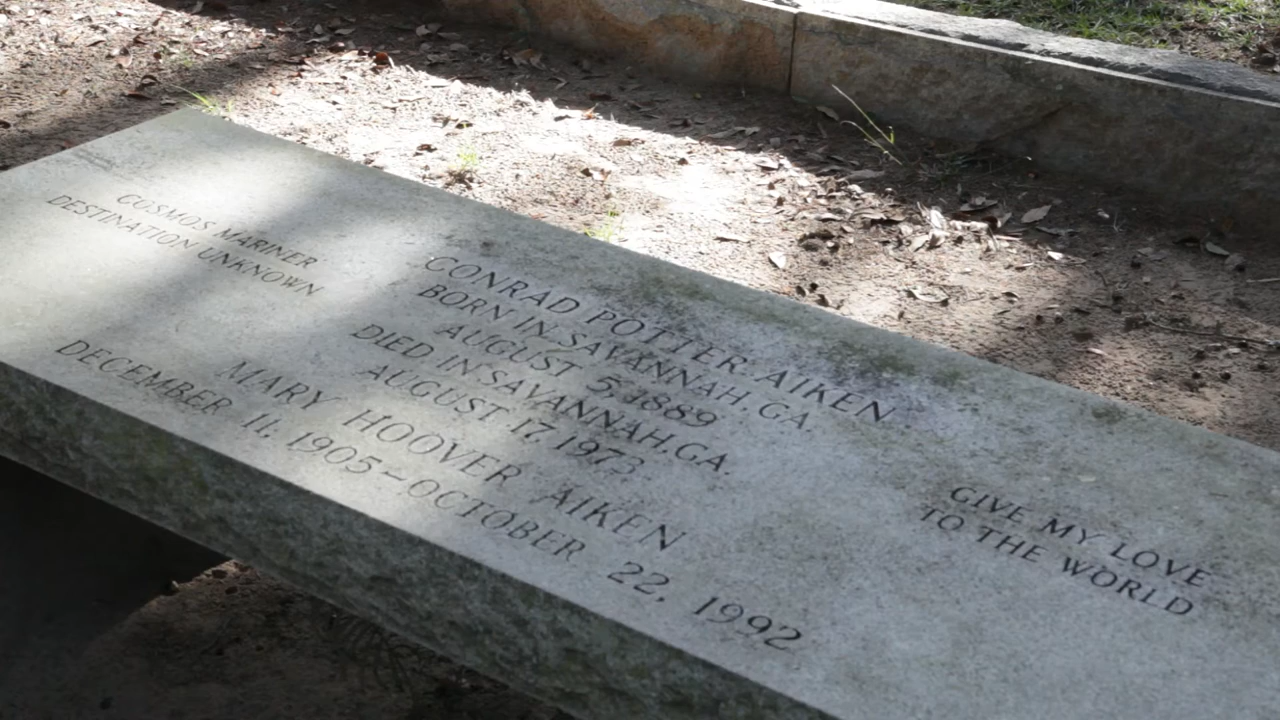 COSMOS MARINER
DESTINATION UNKNOWN
CONRAD POTTER AIKEN
BORN IN SAVANNAH, GA.
AUGUST 5, 1889
DIED IN SAVANNAH, GA.
AUGUST 17, 1973
MARY HOOVER AIKEN
DECEMBER 11, 1905 – OCTOBER 22, 1992
GIVE MY LOVE
TO THE WORLD